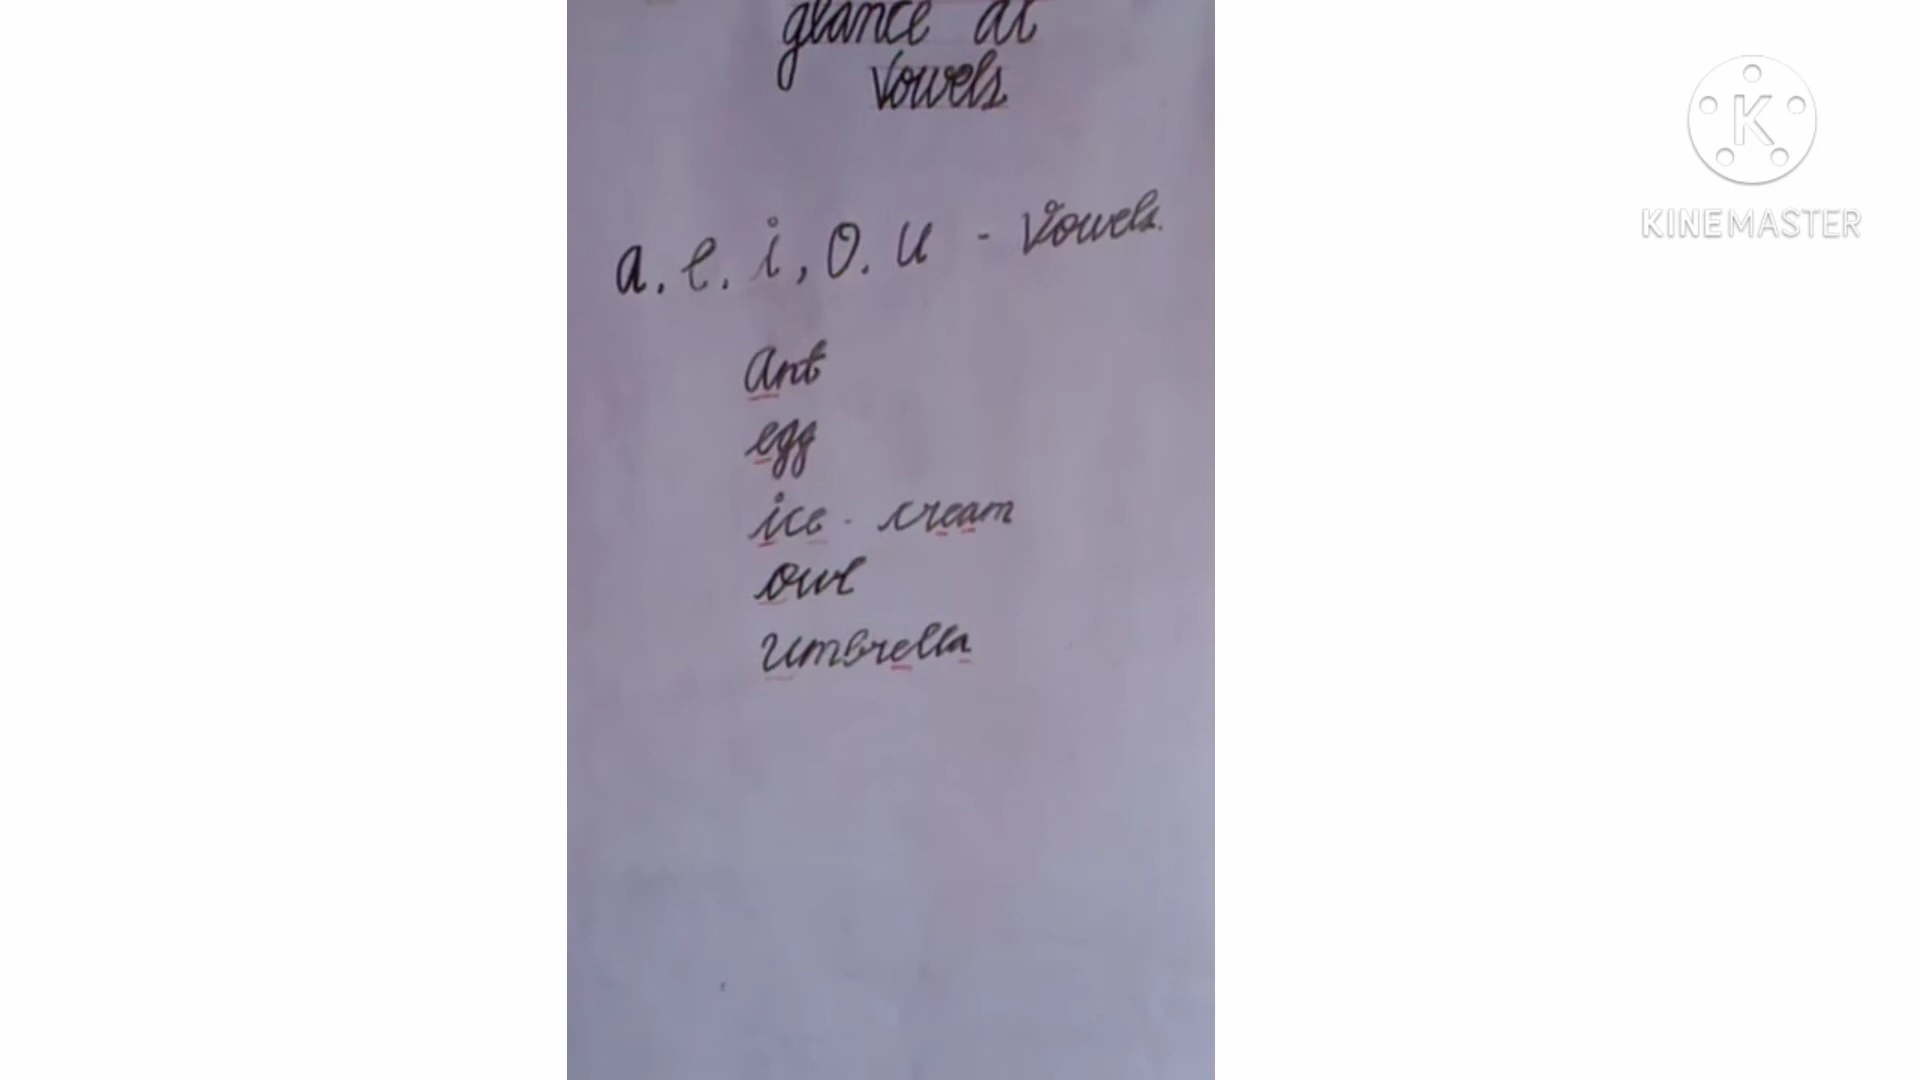 glance at
Vowels
a. e. i, O. u - Vowels.
ant
egg
ice - cream
owl
umbrella
K
KINEMASTER